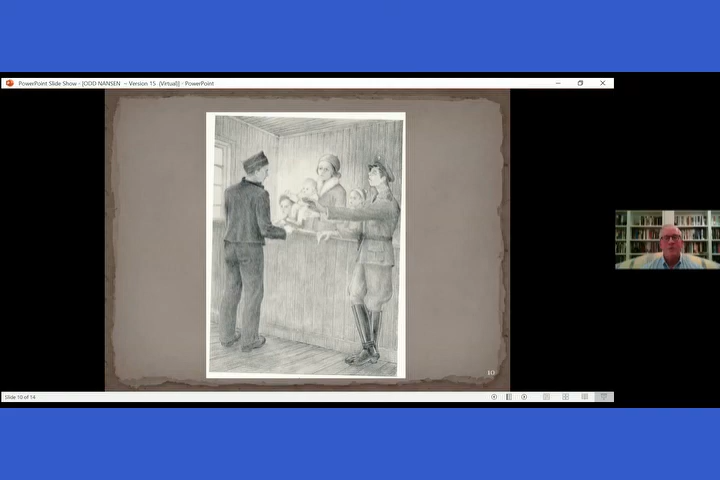 PowerPoint Slide Show - [ODD NANSEN - Version 15 (Virtual)] - PowerPoint
10
Slide 10 of 14